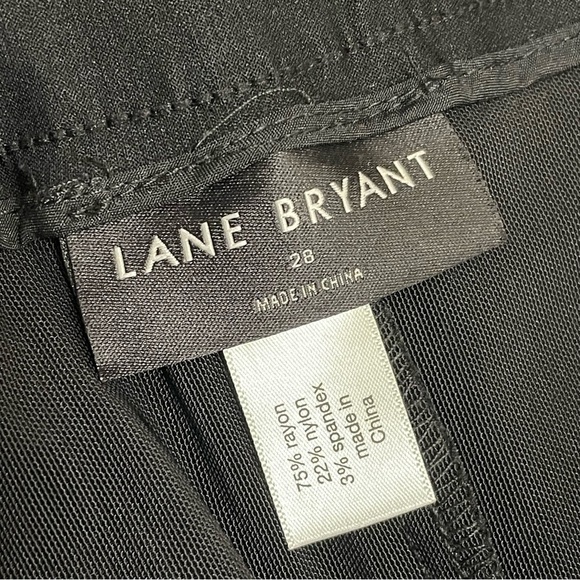 LANE BRYANT
28
MADE IN CHINA
75% rayon
22% nylon
3% spandex
made in
China